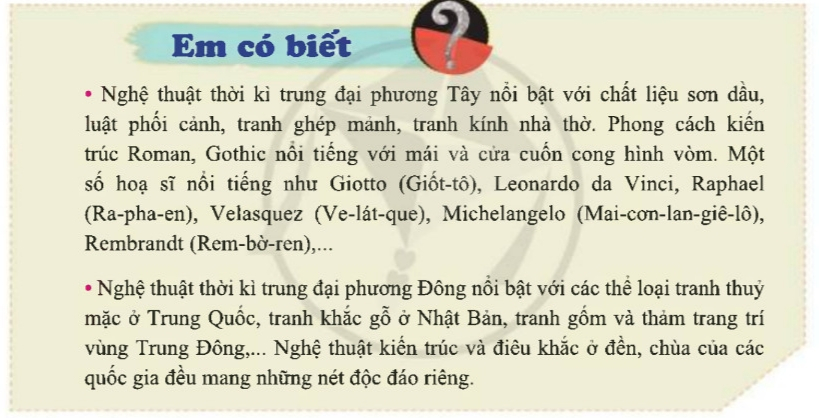 Em có biết
?
• Nghệ thuật thời kì trung đại phương Tây nổi bật với chất liệu sơn dầu,
luật phối cảnh, tranh ghép mảnh, tranh kính nhà thờ. Phong cách kiến
trúc Roman, Gothic nổi tiếng với mái và cửa cuốn cong hình vòm. Một
số hoạ sĩ nổi tiếng như Giotto (Giốt-tô), Leonardo da Vinci, Raphael
(Ra-pha-en), Velasquez (Ve-lát-que), Michelangelo (Mai-cơn-lan-giê-lô),
Rembrandt (Rem-bờ-ren),...
• Nghệ thuật thời kì trung đại phương Đông nổi bật với các thể loại tranh thuỷ
mặc ở Trung Quốc, tranh khắc gỗ ở Nhật Bản, tranh gốm và thảm trang trí
vùng Trung Đông,... Nghệ thuật kiến trúc và điêu khắc ở đền, chùa của các
quốc gia đều mang những nét độc đáo riêng.